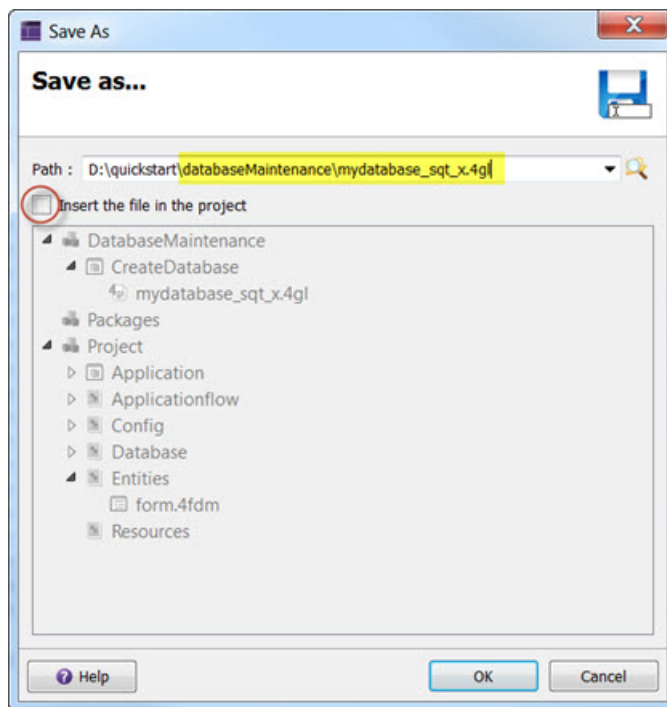 Save As
Save as...
Path : D:\quickstart\databaseMaintenance\mydatabase_sqt_x.4gl
Insert the file in the project
DatabaseMaintenance
CreateDatabase
mydatabase_sqt_x.4gl
Packages
Project
Application
Applicationflow
Config
Database
Entities
form.4fdm
Resources
Help OK Cancel